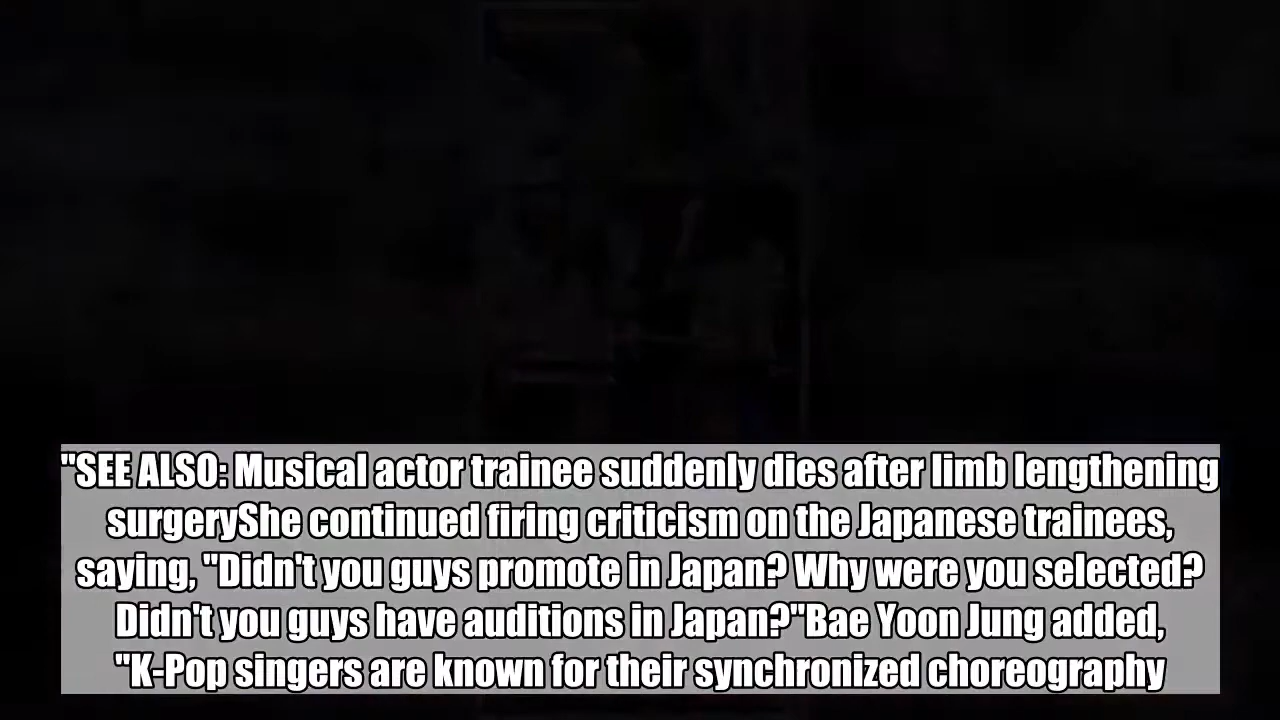 "SEE ALSO: Musical actor trainee suddenly dies after limb lengthening
surgeryShe continued firing criticism on the Japanese trainees,
saying, "Didn't you guys promote in Japan? Why were you selected?
Didn't you guys have auditions in Japan?"Bae Yoon Jung added,
"K-Pop singers are known for their synchronized choreography